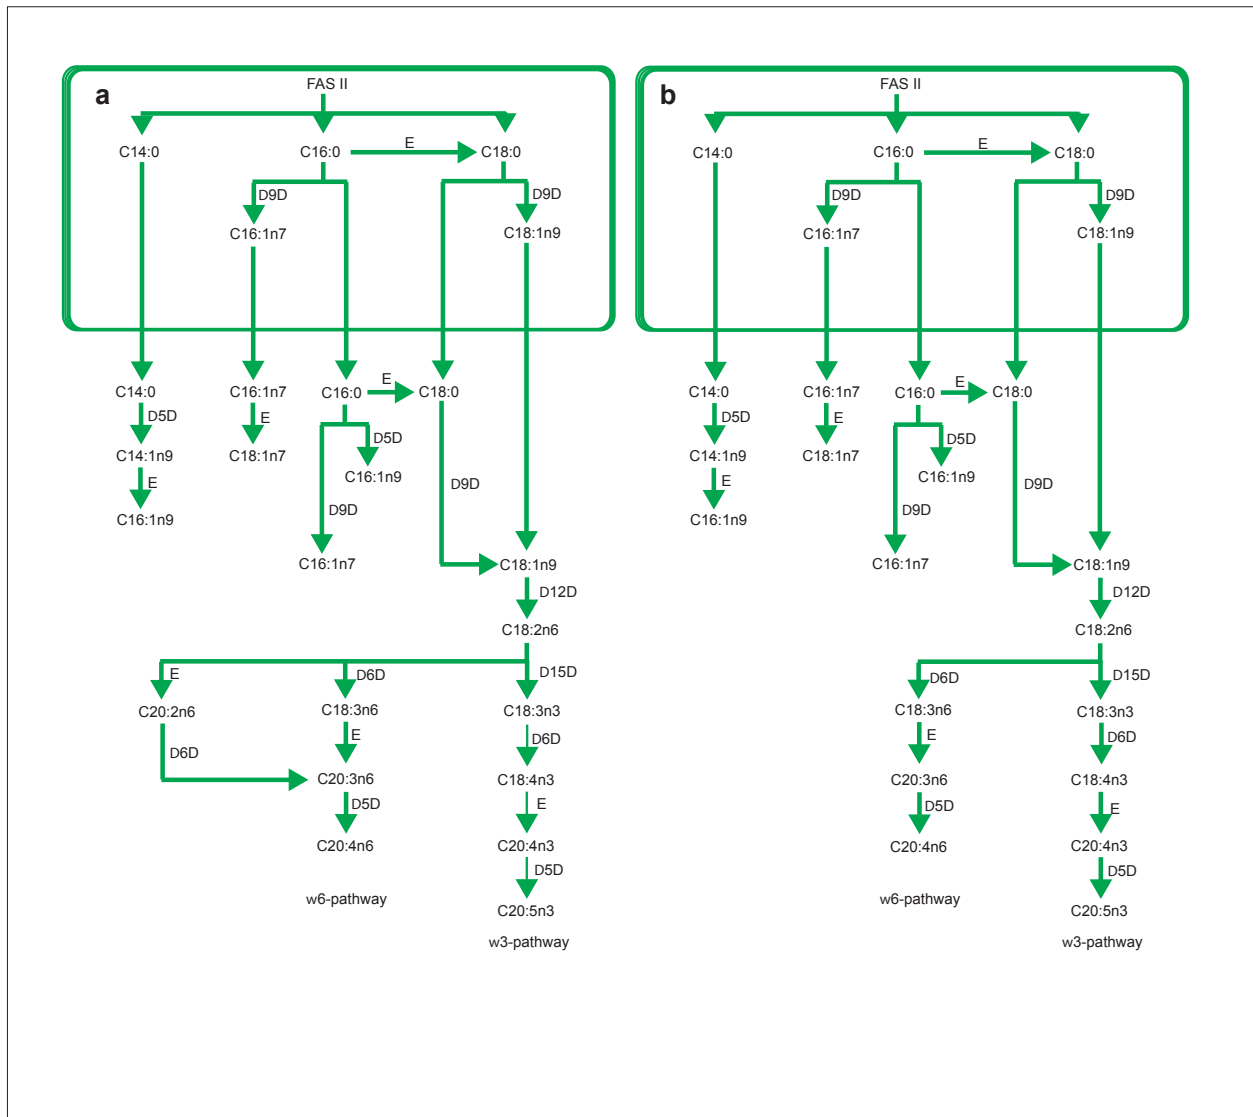 a
FAS II
C14:0
C16:0
E
C18:0
D9D
D9D
C16:1n7
C18:1n9
C14:0
C16:1n7
C16:0
E
C18:0
D5D
E
D5D
C14:1n9
C18:1n7
C16:1n9
E
D9D
D9D
C16:1n9
C16:1n7
C18:1n9
D12D
C18:2n6
E
D6D
D15D
C20:2n6
C18:3n6
C18:3n3
D6D
E
D6D
C20:3n6
C18:4n3
D5D
E
C20:4n6
C20:4n3
D5D
w6-pathway
C20:5n3
w3-pathway
b
FAS II
C14:0
C16:0
E
C18:0
D9D
D9D
C16:1n7
C18:1n9
C14:0
C16:1n7
C16:0
E
C18:0
D5D
E
D5D
C14:1n9
C18:1n7
C16:1n9
E
D9D
D9D
C16:1n9
C16:1n7
C18:1n9
D12D
C18:2n6
D6D
D15D
C18:3n6
C18:3n3
E
D6D
C20:3n6
C18:4n3
D5D
E
C20:4n6
C20:4n3
D5D
w6-pathway
C20:5n3
w3-pathway